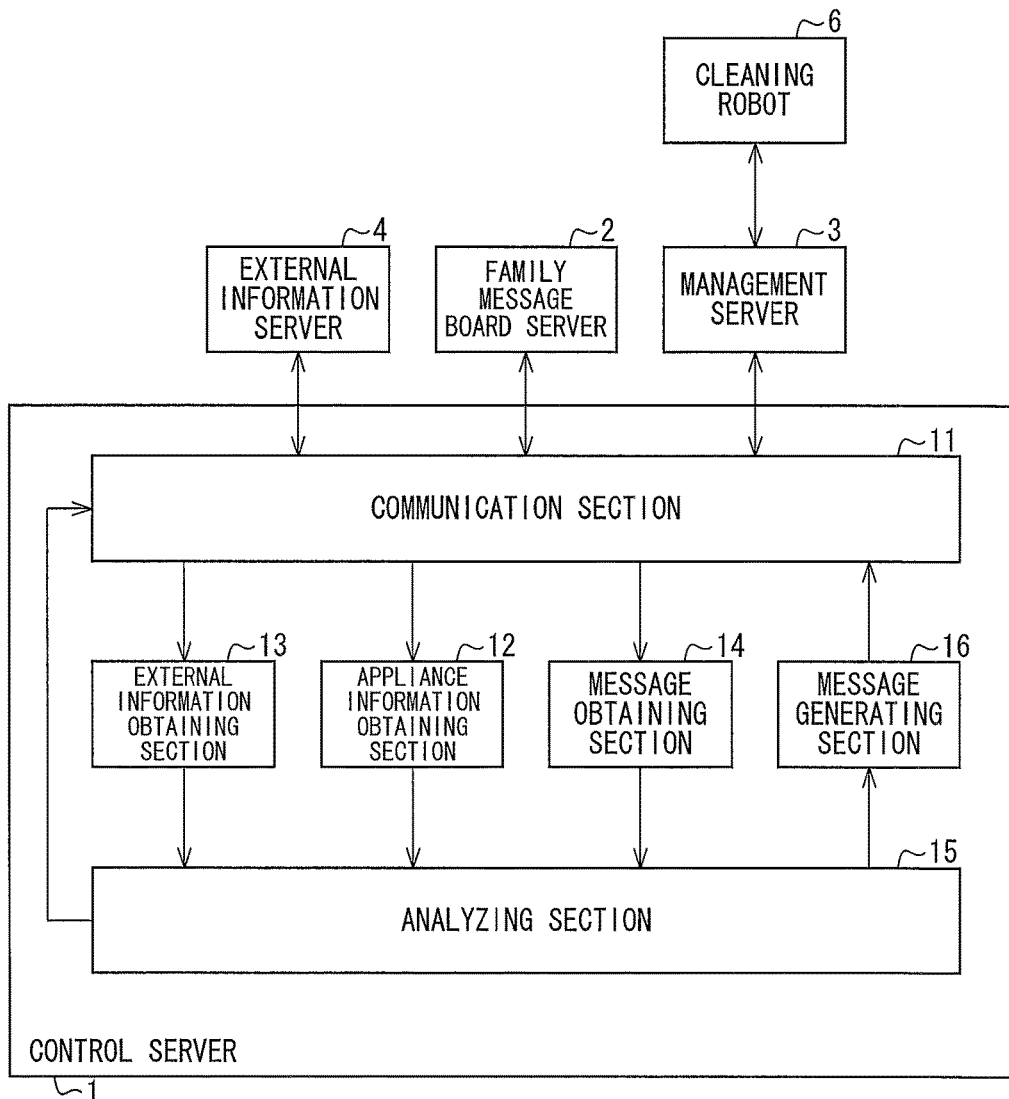 6
CLEANING
ROBOT
4
EXTERNAL
INFORMATION
SERVER
2
FAMILY
MESSAGE
BOARD SERVER
3
MANAGEMENT
SERVER
11
COMMUNICATION SECTION
13
EXTERNAL
INFORMATION
OBTAINING
SECTION
12
APPLIANCE
INFORMATION
OBTAINING
SECTION
14
MESSAGE
OBTAINING
SECTION
16
MESSAGE
GENERATING
SECTION
15
ANALYZING SECTION
CONTROL SERVER
1